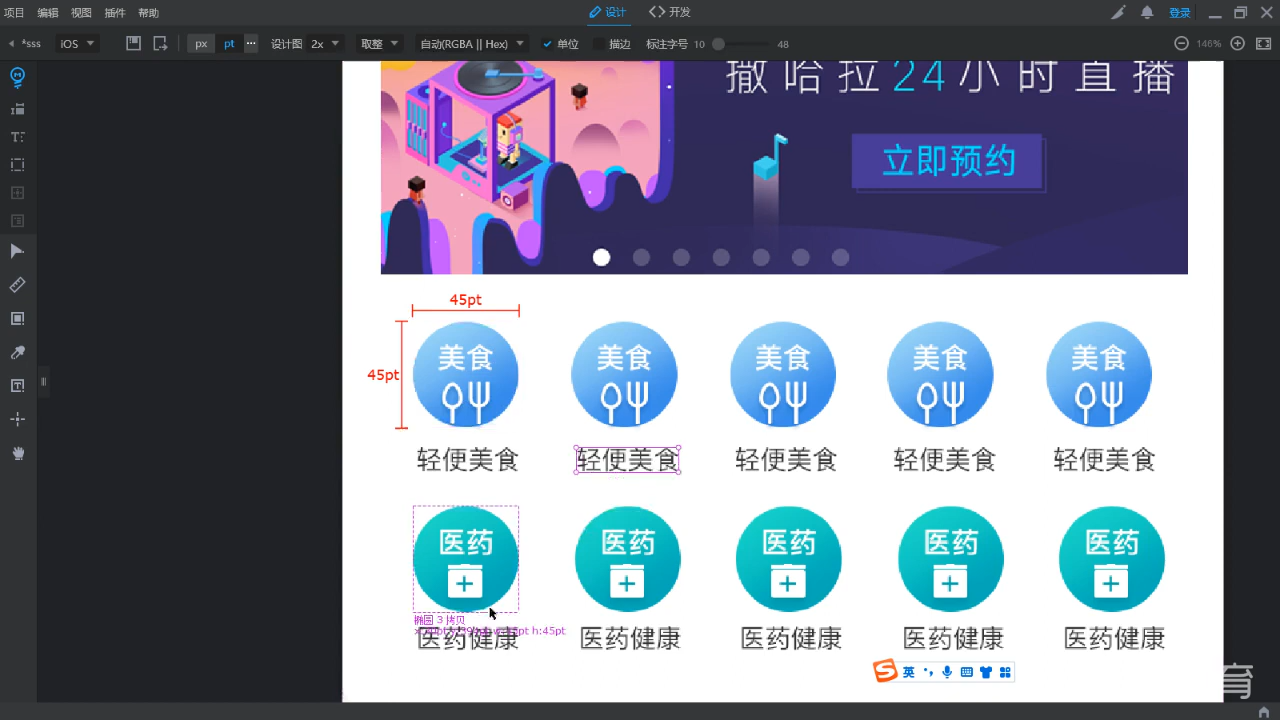 项目 编辑 视图 插件 帮助 设计 开发 登录
*sss iOS px pt 设计图 2x 取整 自动(RGBA || Hex) 单位 描边 标注字号 10 48 146%
撒哈拉24小时直播
立即预约
45pt
45pt
美食 美食 美食 美食 美食
轻便美食 轻便美食 轻便美食 轻便美食 轻便美食
医药 医药 医药 医药 医药
椭圆 3 拷贝
医药健康 医药健康 医药健康 医药健康 医药健康
英
育